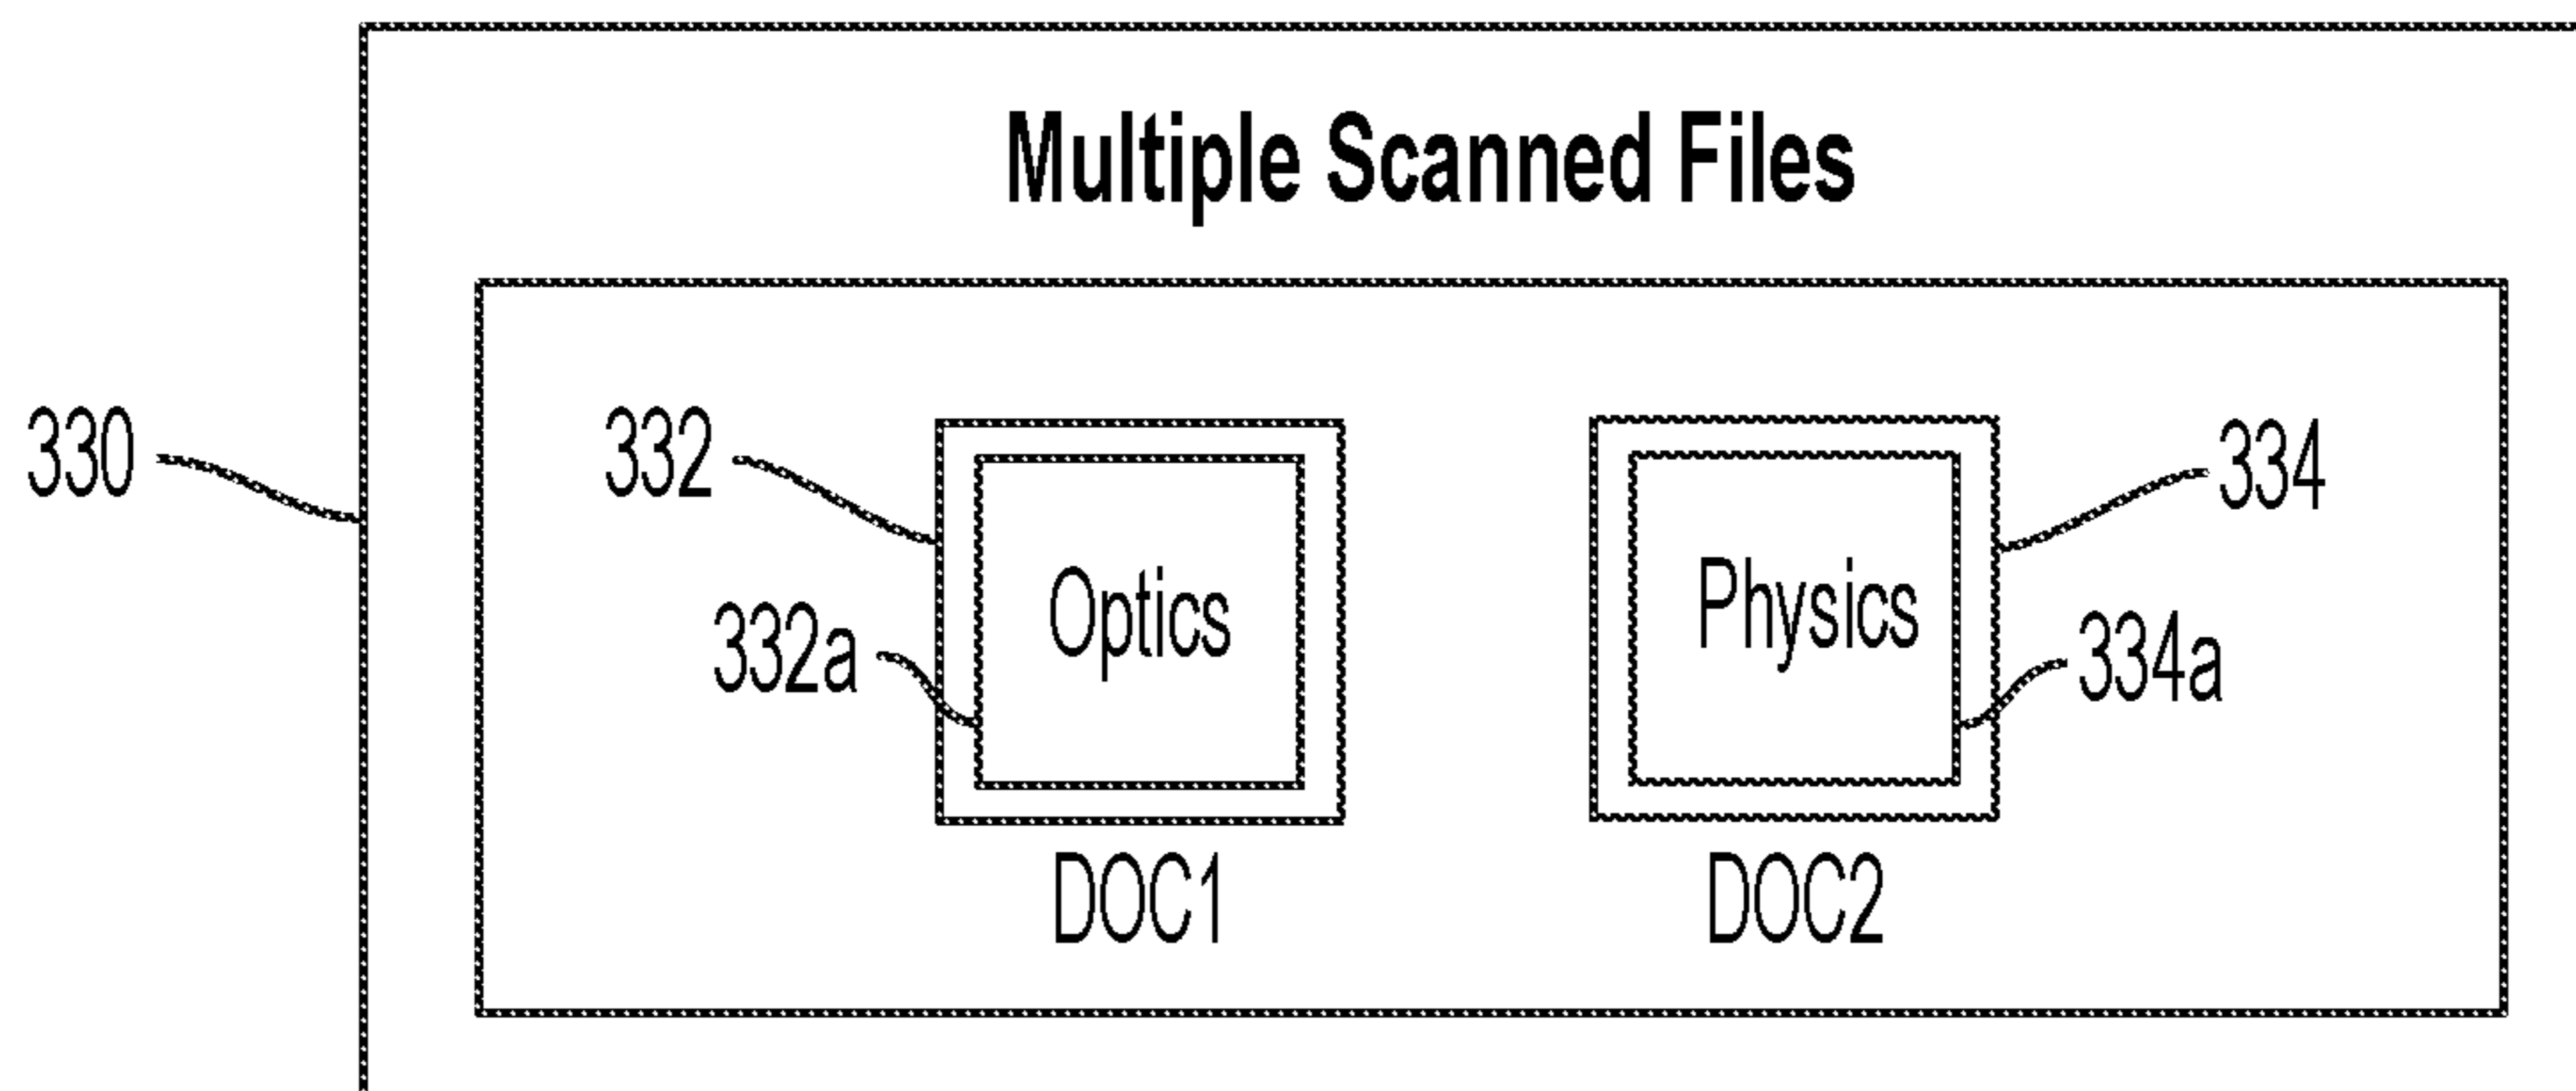 Multiple Scanned Files
330
332
334
Optics
Physics
332a
334a
DOC1
DOC2